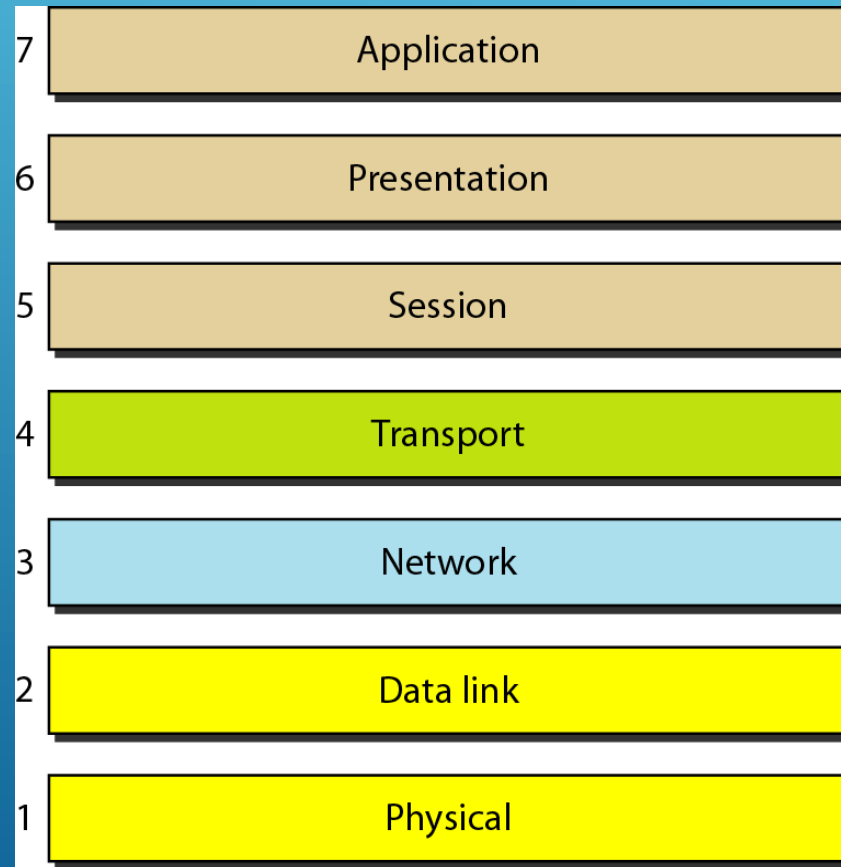 7 Application
6 Presentation
5 Session
4 Transport
3 Network
2 Data link
1 Physical